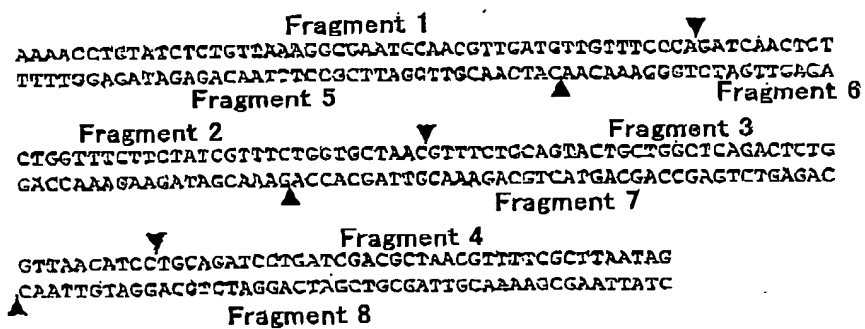 Fragment 1
AAAACCTGTATCTCTGTTAAAGGCGAATCCAACGTTGATGTTGTTTCCCAGATCAACTCT
TTTTGGAGATAGAGACAATTTCCGCTTAGGTTGCAACTACAACAAAGGGTCTAGTTGAGA
Fragment 5
Fragment 6
Fragment 2
Fragment 3
CTGGTTTCTTCTATCGTTTCTGGTGCTAACGTTTCTGCAGTACTGCTGGCTCAGACTCTG
GACCAAAGAAGATAGCAAAGACCACGATTGCAAAGACGTCATGACGACCGAGTCTGAGAC
Fragment 7
Fragment 4
GTTAACATCCTGCAGATCCTGATCGACGCTAACGTTTTCGCTTAATAG
CAATTGTAGGACGTCTAGGACTAGCTGCGATTGCAAAAGCGAATTATC
Fragment 8